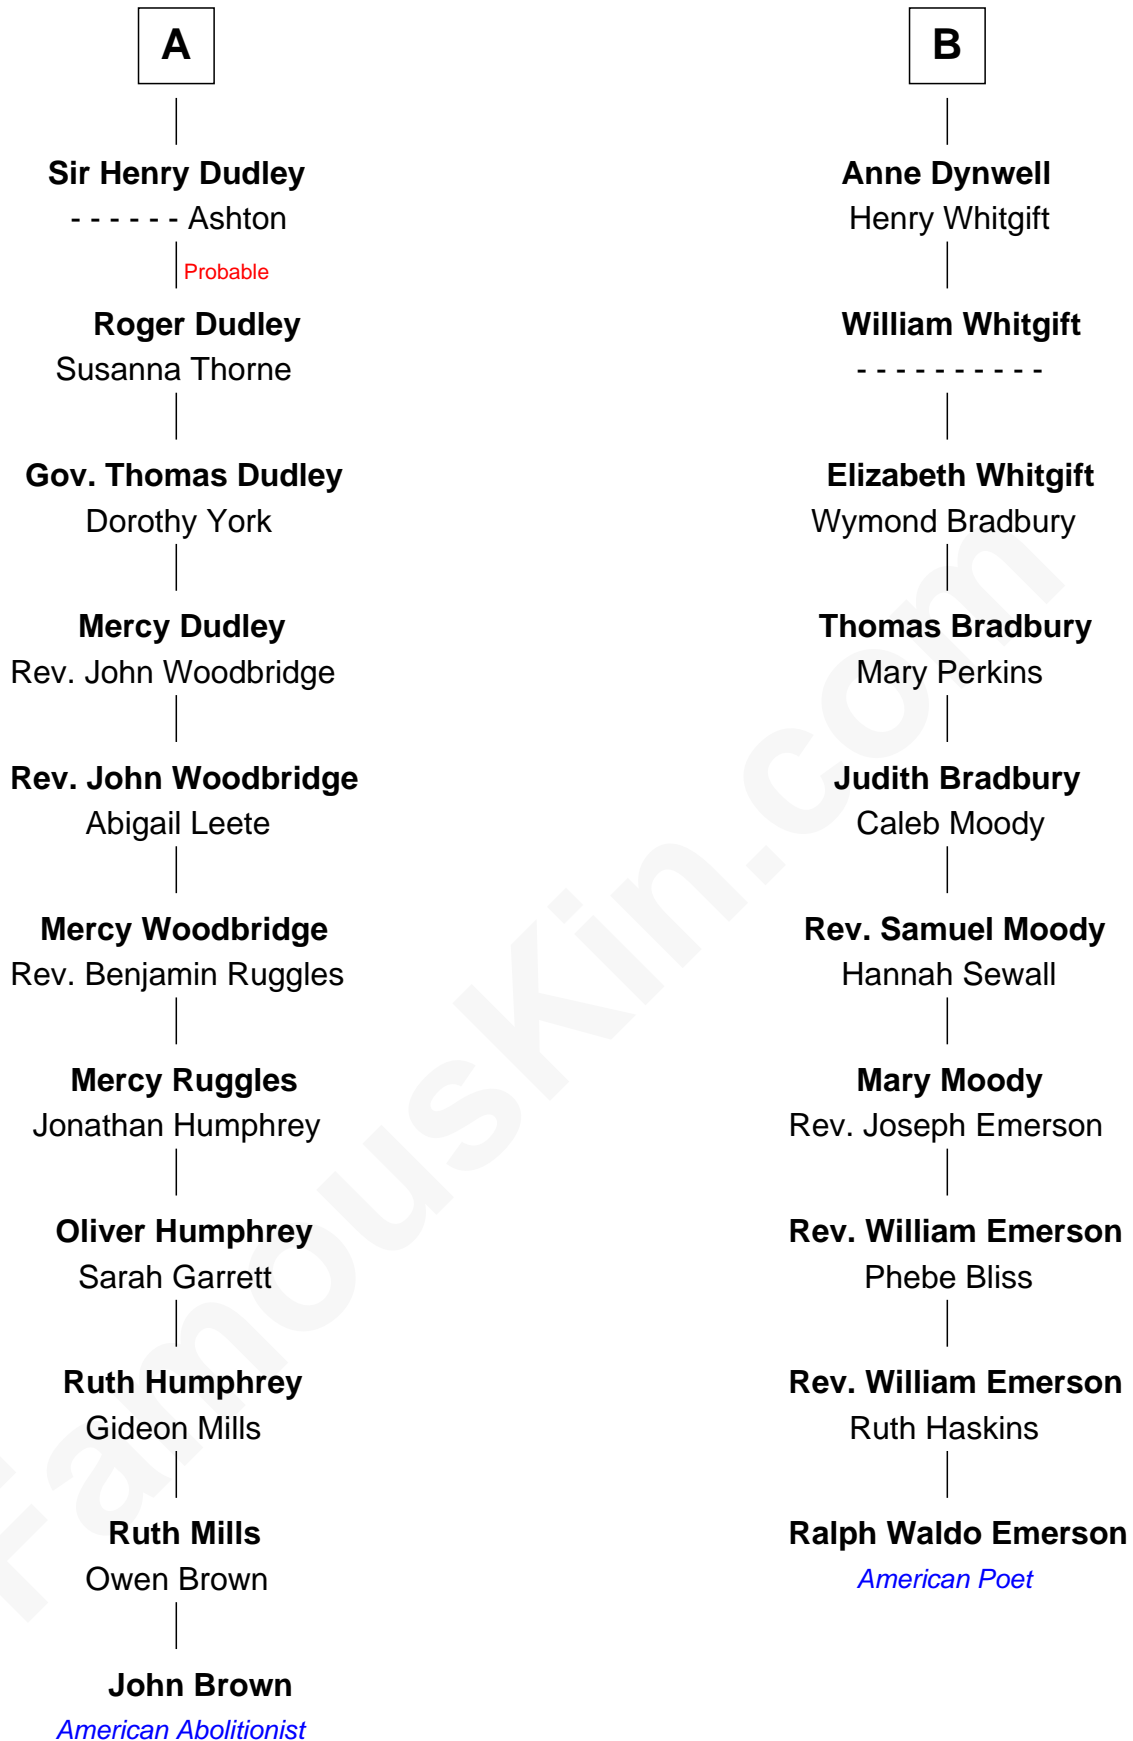 A
Sir Henry Dudley
- - - - - - Ashton
Probable
Roger Dudley
Susanna Thorne
Gov. Thomas Dudley
Dorothy York
Mercy Dudley
Rev. John Woodbridge
Rev. John Woodbridge
Abigail Leete
Mercy Woodbridge
Rev. Benjamin Ruggles
Mercy Ruggles
Jonathan Humphrey
Oliver Humphrey
Sarah Garrett
Ruth Humphrey
Gideon Mills
Ruth Mills
Owen Brown
John Brown
American Abolitionist
B
Anne Dynwell
Henry Whitgift
William Whitgift
- - - - - - - - - -
Elizabeth Whitgift
Wymond Bradbury
Thomas Bradbury
Mary Perkins
Judith Bradbury
Caleb Moody
Rev. Samuel Moody
Hannah Sewall
Mary Moody
Rev. Joseph Emerson
Rev. William Emerson
Phebe Bliss
Rev. William Emerson
Ruth Haskins
Ralph Waldo Emerson
American Poet
FamousKin.com